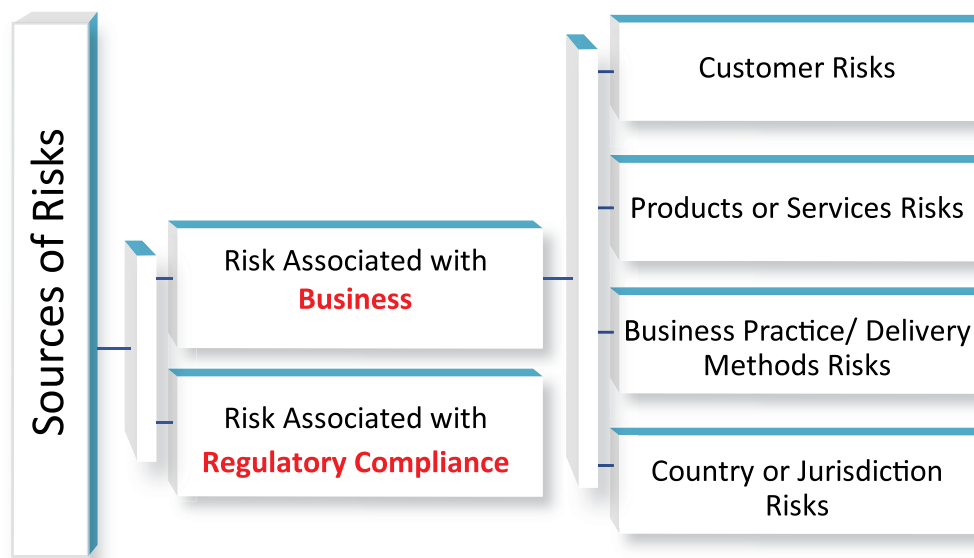 Sources of Risks
Risk Associated with
Business
Risk Associated with
Regulatory Compliance
Customer Risks
Products or Services Risks
Business Practice/ Delivery
Methods Risks
Country or Jurisdiction
Risks